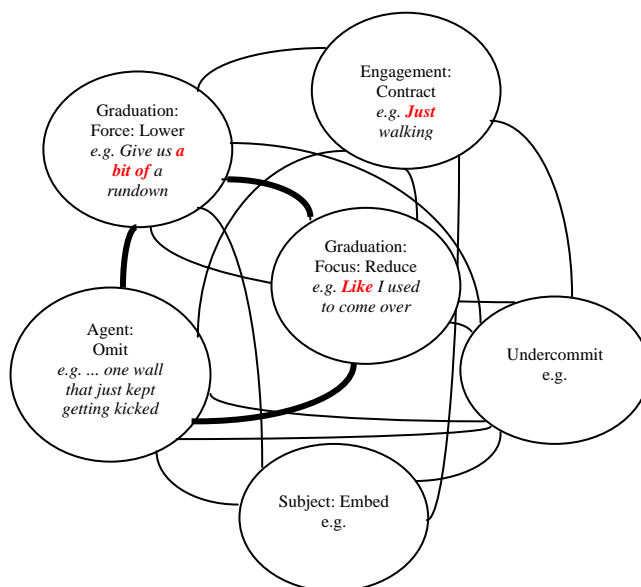 Engagement:
Contract
e.g. Just
walking
Graduation:
Force: Lower
e.g. Give us a
bit of a
rundown
Graduation:
Focus: Reduce
e.g. Like I used
to come over
Agent:
Omit
e.g. ... one wall
that just kept
getting kicked
Undercommit
e.g.
Subject: Embed
e.g.